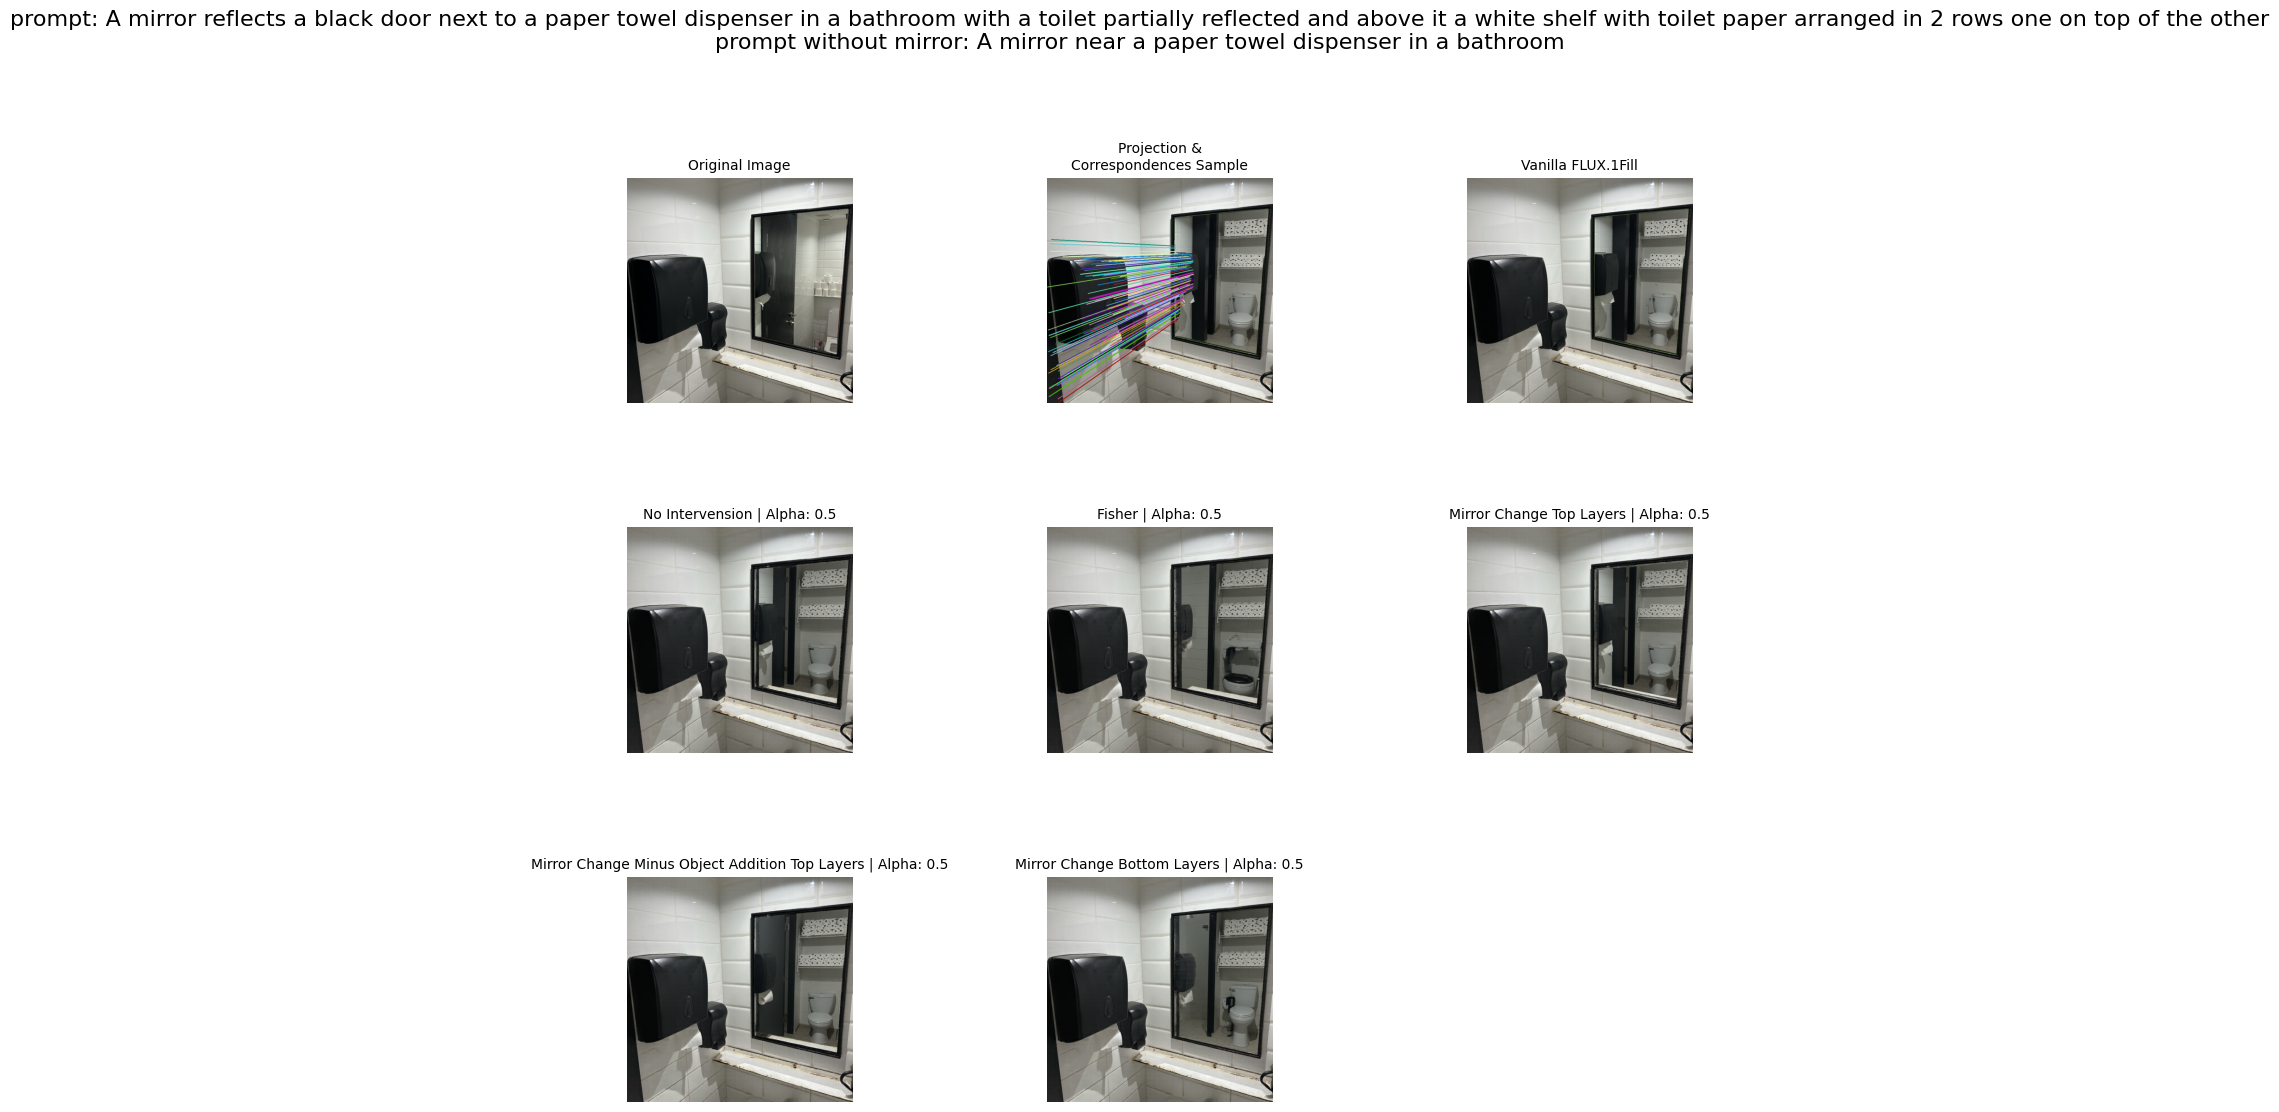 prompt: A mirror reflects a black door next to a paper towel dispenser in a bathroom with a toilet partially reflected and above it a white shelf with toilet paper arranged in 2 rows one on top of the other
prompt without mirror: A mirror near a paper towel dispenser in a bathroom
Original Image
Projection &
Correspondences Sample
Vanilla FLUX.1Fill
No Intervension | Alpha: 0.5
Fisher | Alpha: 0.5
Mirror Change Top Layers | Alpha: 0.5
Mirror Change Minus Object Addition Top Layers | Alpha: 0.5
Mirror Change Bottom Layers | Alpha: 0.5